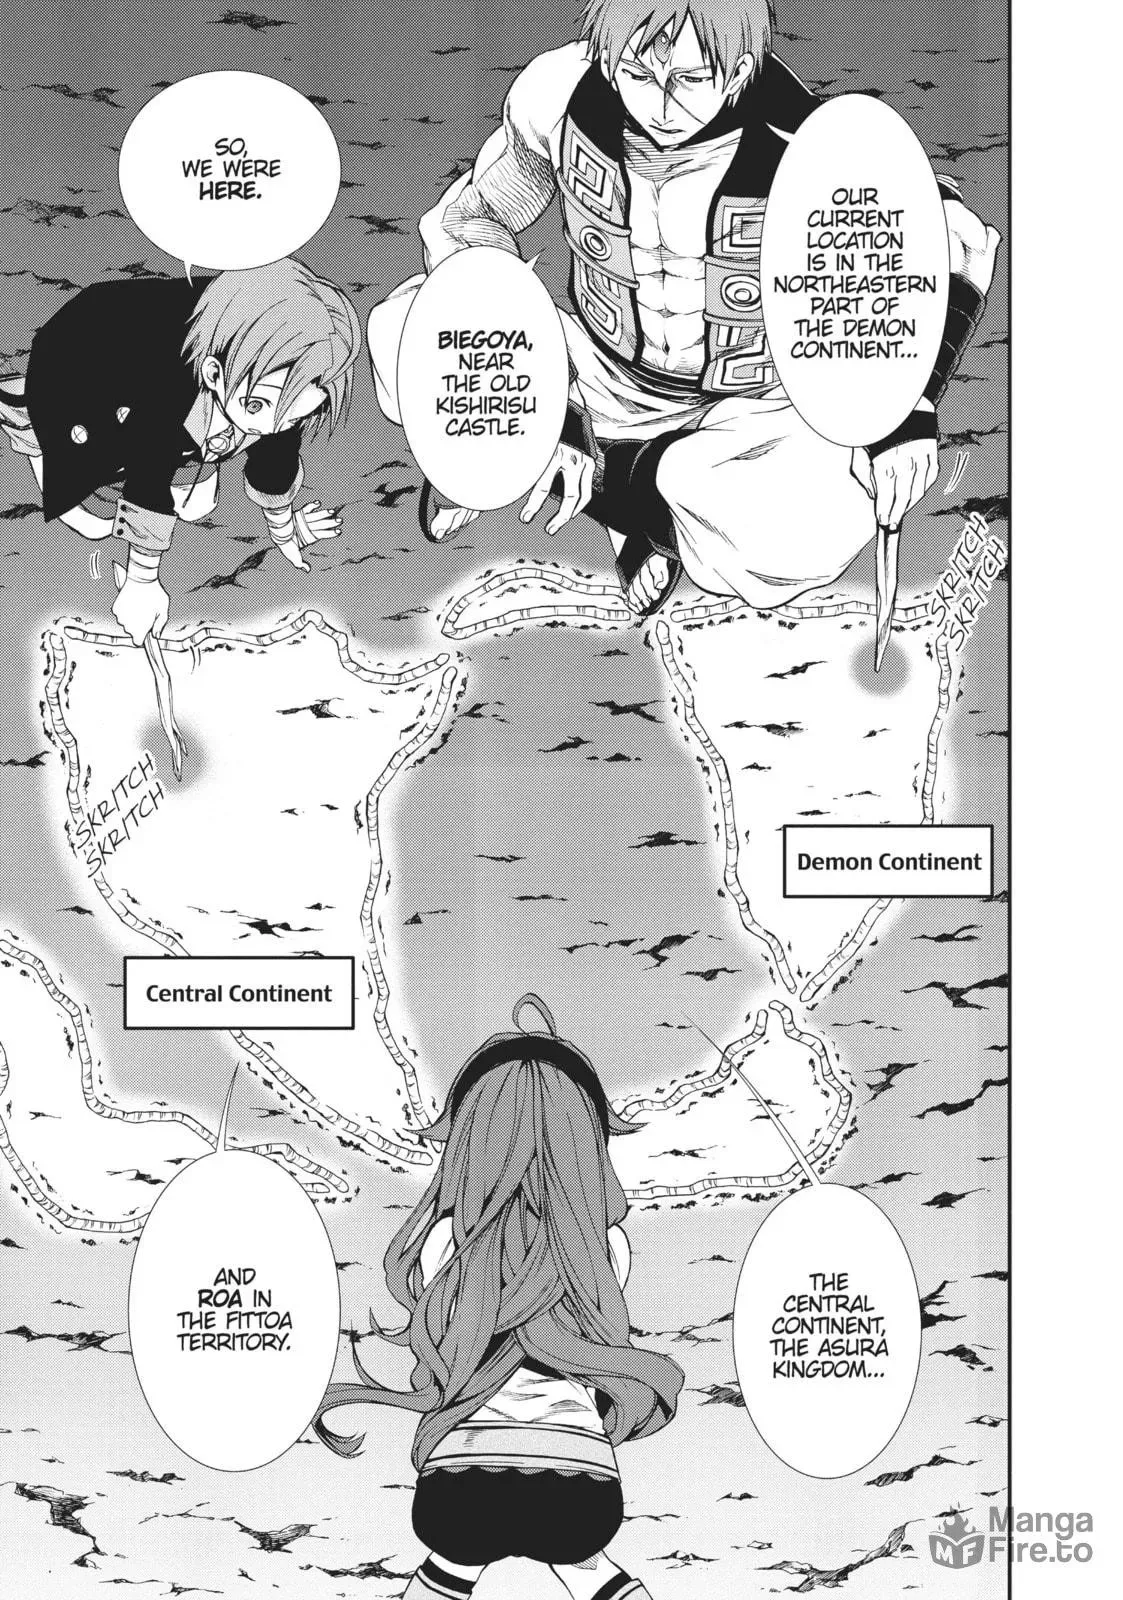 OUR
CURRENT
LOCATION
IS IN THE
NORTHEASTERN
PART OF
THE DEMON
CONTINENT...
BIEGOYA,
NEAR
THE OLD
KISHIRISU
CASTLE.
SO,
WE WERE
HERE.
SKRITCH
SKRITCH
SKRITCH
SKRITCH
Demon Continent
Central Continent
THE
CENTRAL
CONTINENT,
THE ASURA
KINGDOM...
AND
ROA IN
THE FITTOA
TERRITORY.
MF
Manga
Fire.to